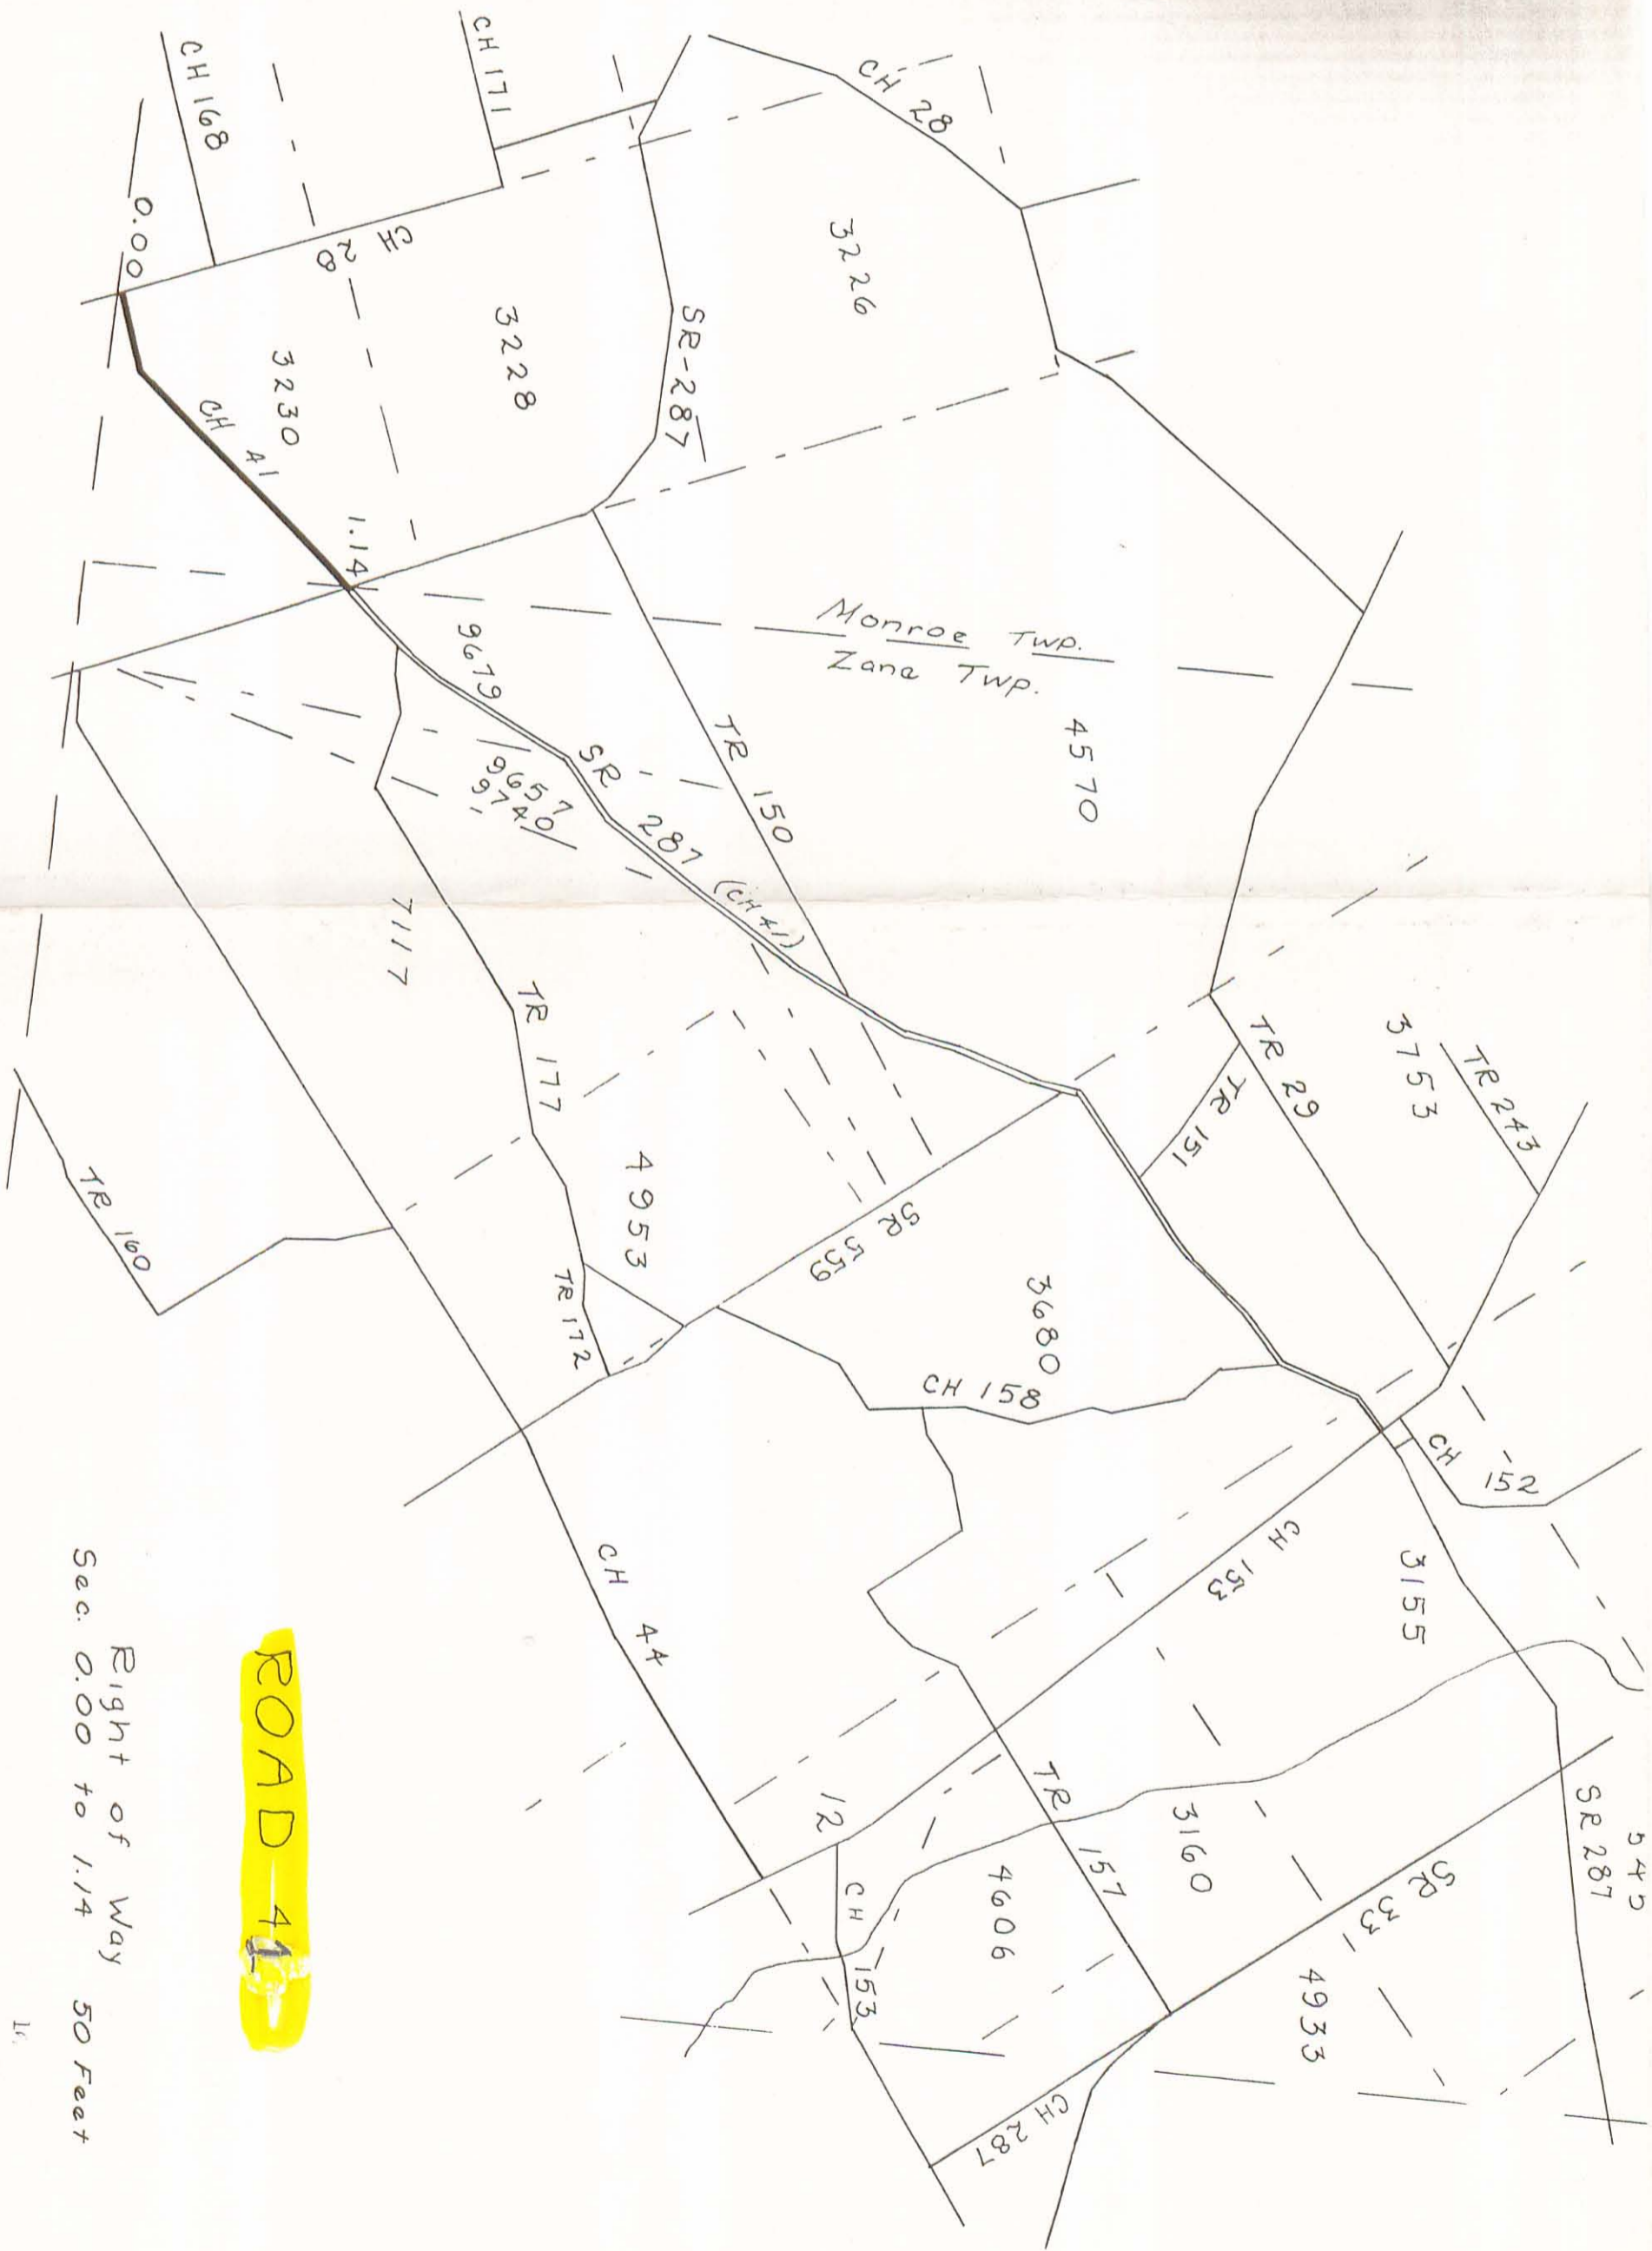 CH 168
0.00
CH 171
CH 28
CH 28
3226
3228
3230
SR-287
CH 41
1.14
Monroe Twp.
Zane Twp.
4570
9679
TR 150
SR 287 (CH 41)
9657
9740
7117
TR 177
TR 160
4953
TR 172
SR 559
3680
CH 158
TR 29
TR 151
3753
TR 243
CH 152
3155
CH 153
CH 44
12
CH 153
TR 157
3160
4606
SR 33
4933
SR 287
CH 287
ROAD 41
Right of Way
Sec. 0.00 to 1.14 50 Feet